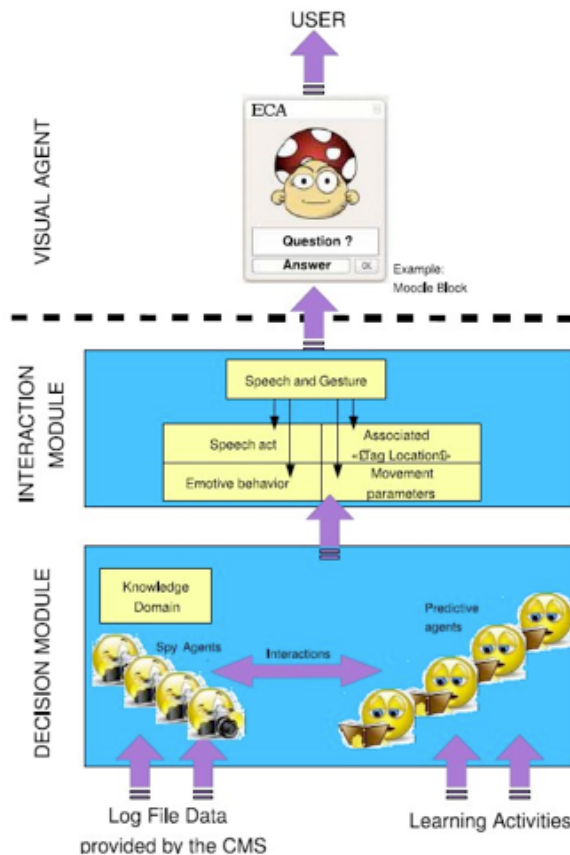 USER
VISUAL AGENT
ECA
Question ?
Answer
OK
Example:
Moodle Block
INTERACTION
MODULE
Speech and Gesture
Speech act
Associated
«Tag Location»
Emotive behavior
Movement
parameters
DECISION MODULE
Knowledge
Domain
Spy Agents
Interactions
Predictive
agents
Log File Data
provided by the CMS
Learning Activities